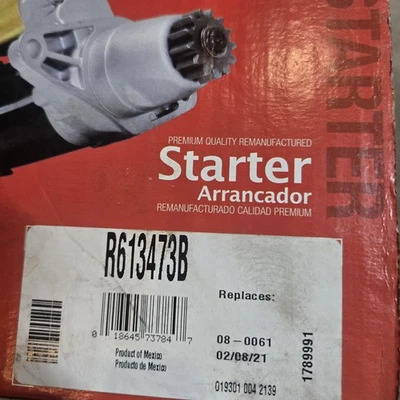 STARTER
PREMIUM QUALITY REMANUFACTURED
Starter
Arrancador
REMANUFACTURADO CALIDAD PREMIUM
R613473B
Replaces:
0 18645 73784 7
08-0061
Product of Mexico
02/08/21
Producto de Mexico
019301 004 2139
1789991